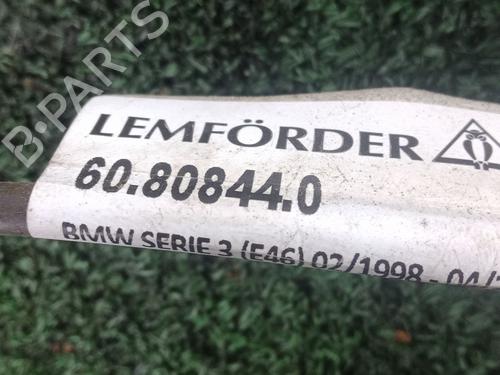 B-PARTS
LEMFÖRDER
60.80844.0
BMW SERIE 3 (E46) 02/1998 - 04/